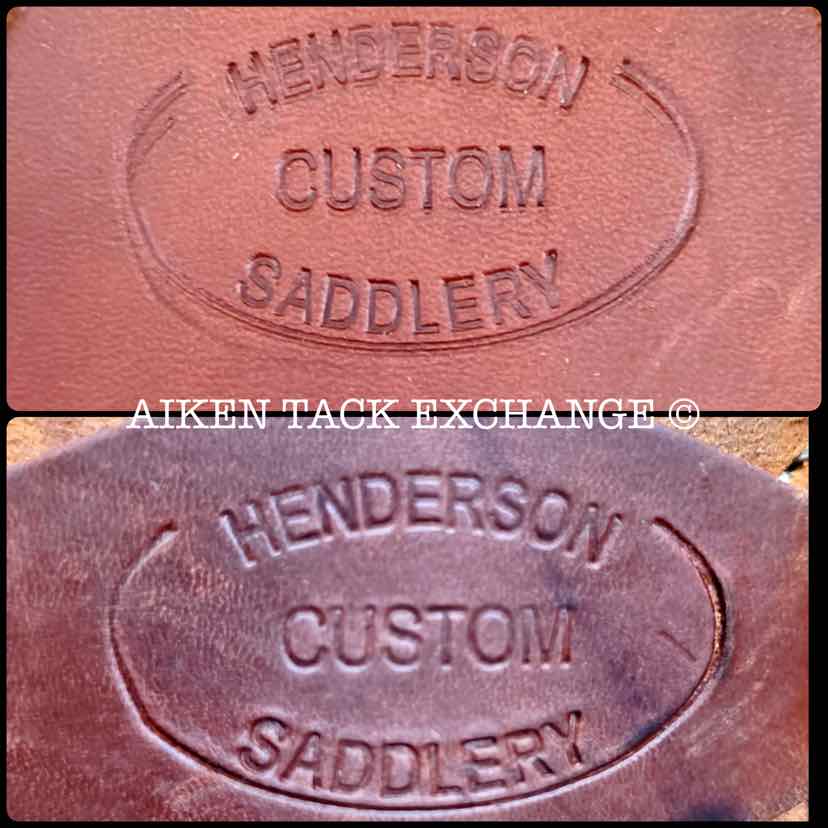 HENDERSON
CUSTOM
SADDLERY
AIKEN TACK EXCHANGE ©
HENDERSON
CUSTOM
SADDLERY